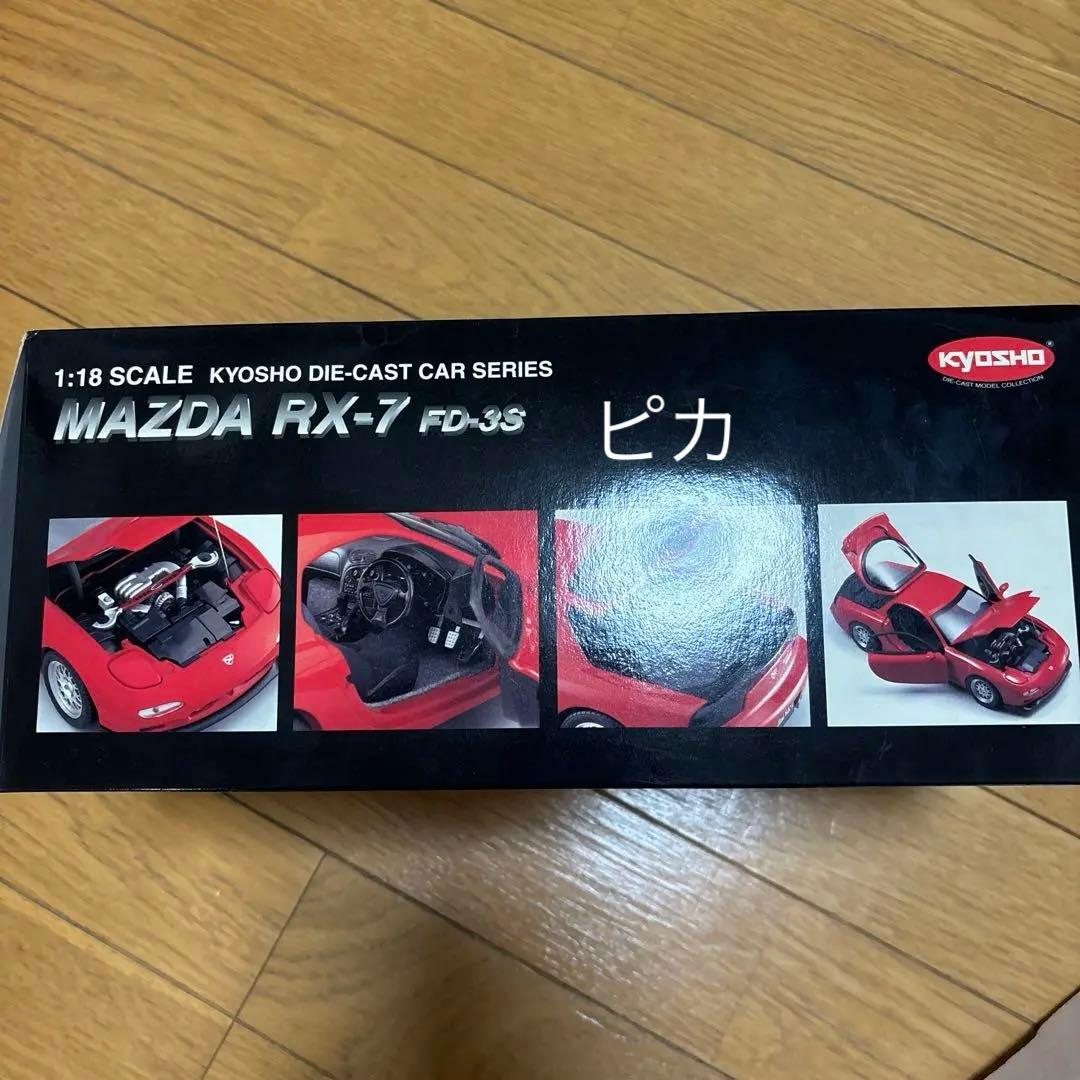 1:18 SCALE KYOSHO DIE-CAST CAR SERIES
MAZDA RX-7 FD-3S
ピカ
KYOSHO®
DIE-CAST MODEL COLLECTION